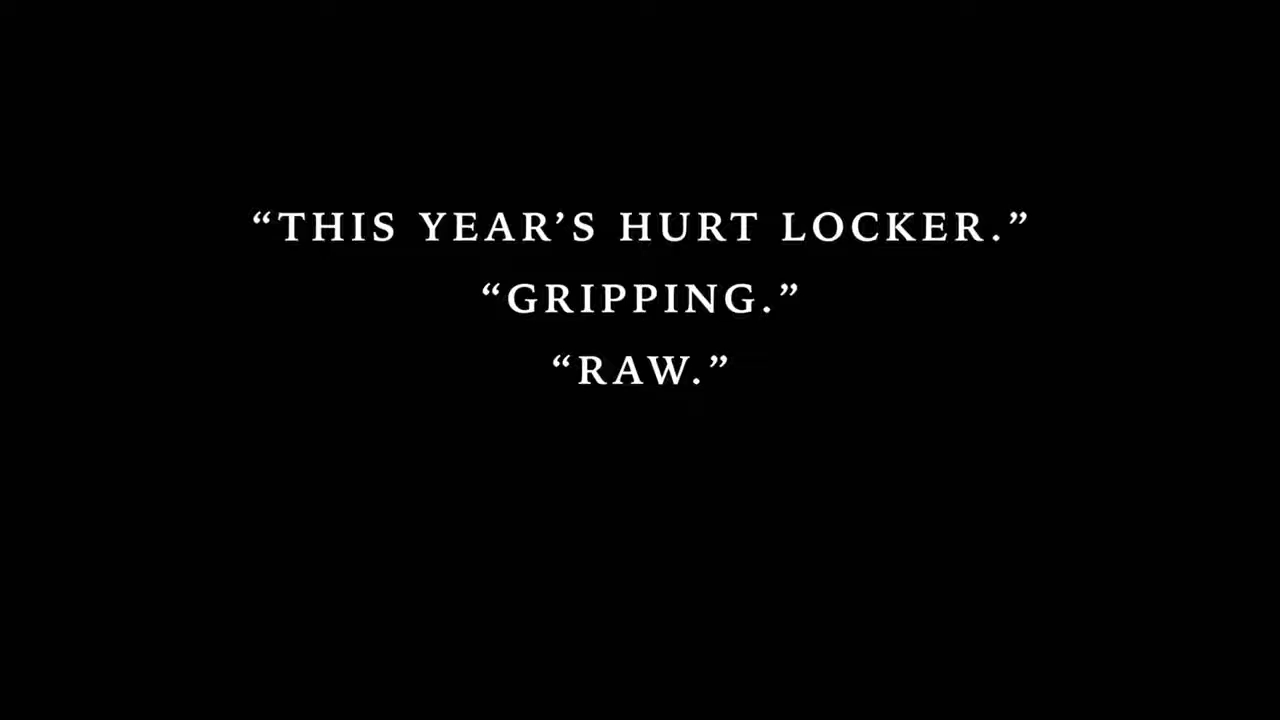 “THIS YEAR’S HURT LOCKER.”
“GRIPPING.”
“RAW.”